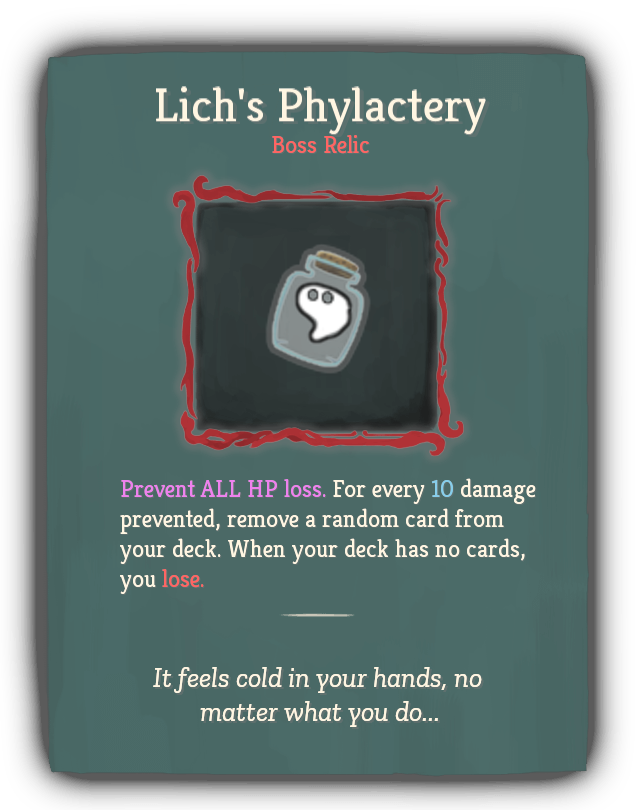 Lich's Phylactery
Boss Relic
Prevent ALL HP loss. For every 10 damage
prevented, remove a random card from
your deck. When your deck has no cards,
you lose.
It feels cold in your hands, no
matter what you do...